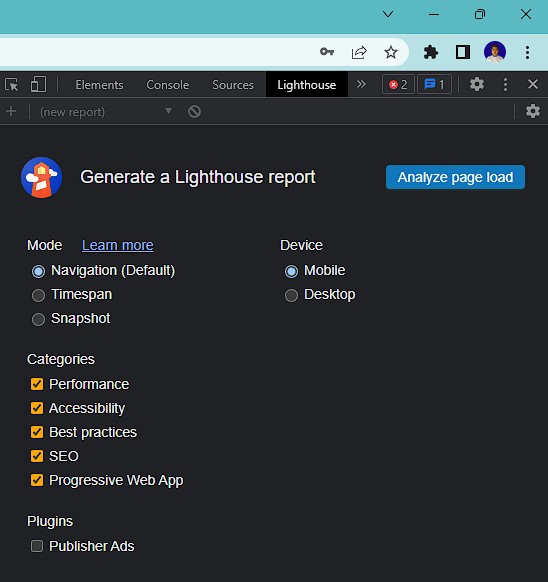 Elements Console Sources Lighthouse 2 1
(new report)
Generate a Lighthouse report Analyze page load
Mode Learn more
Navigation (Default)
Timespan
Snapshot
Device
Mobile
Desktop
Categories
Performance
Accessibility
Best practices
SEO
Progressive Web App
Plugins
Publisher Ads